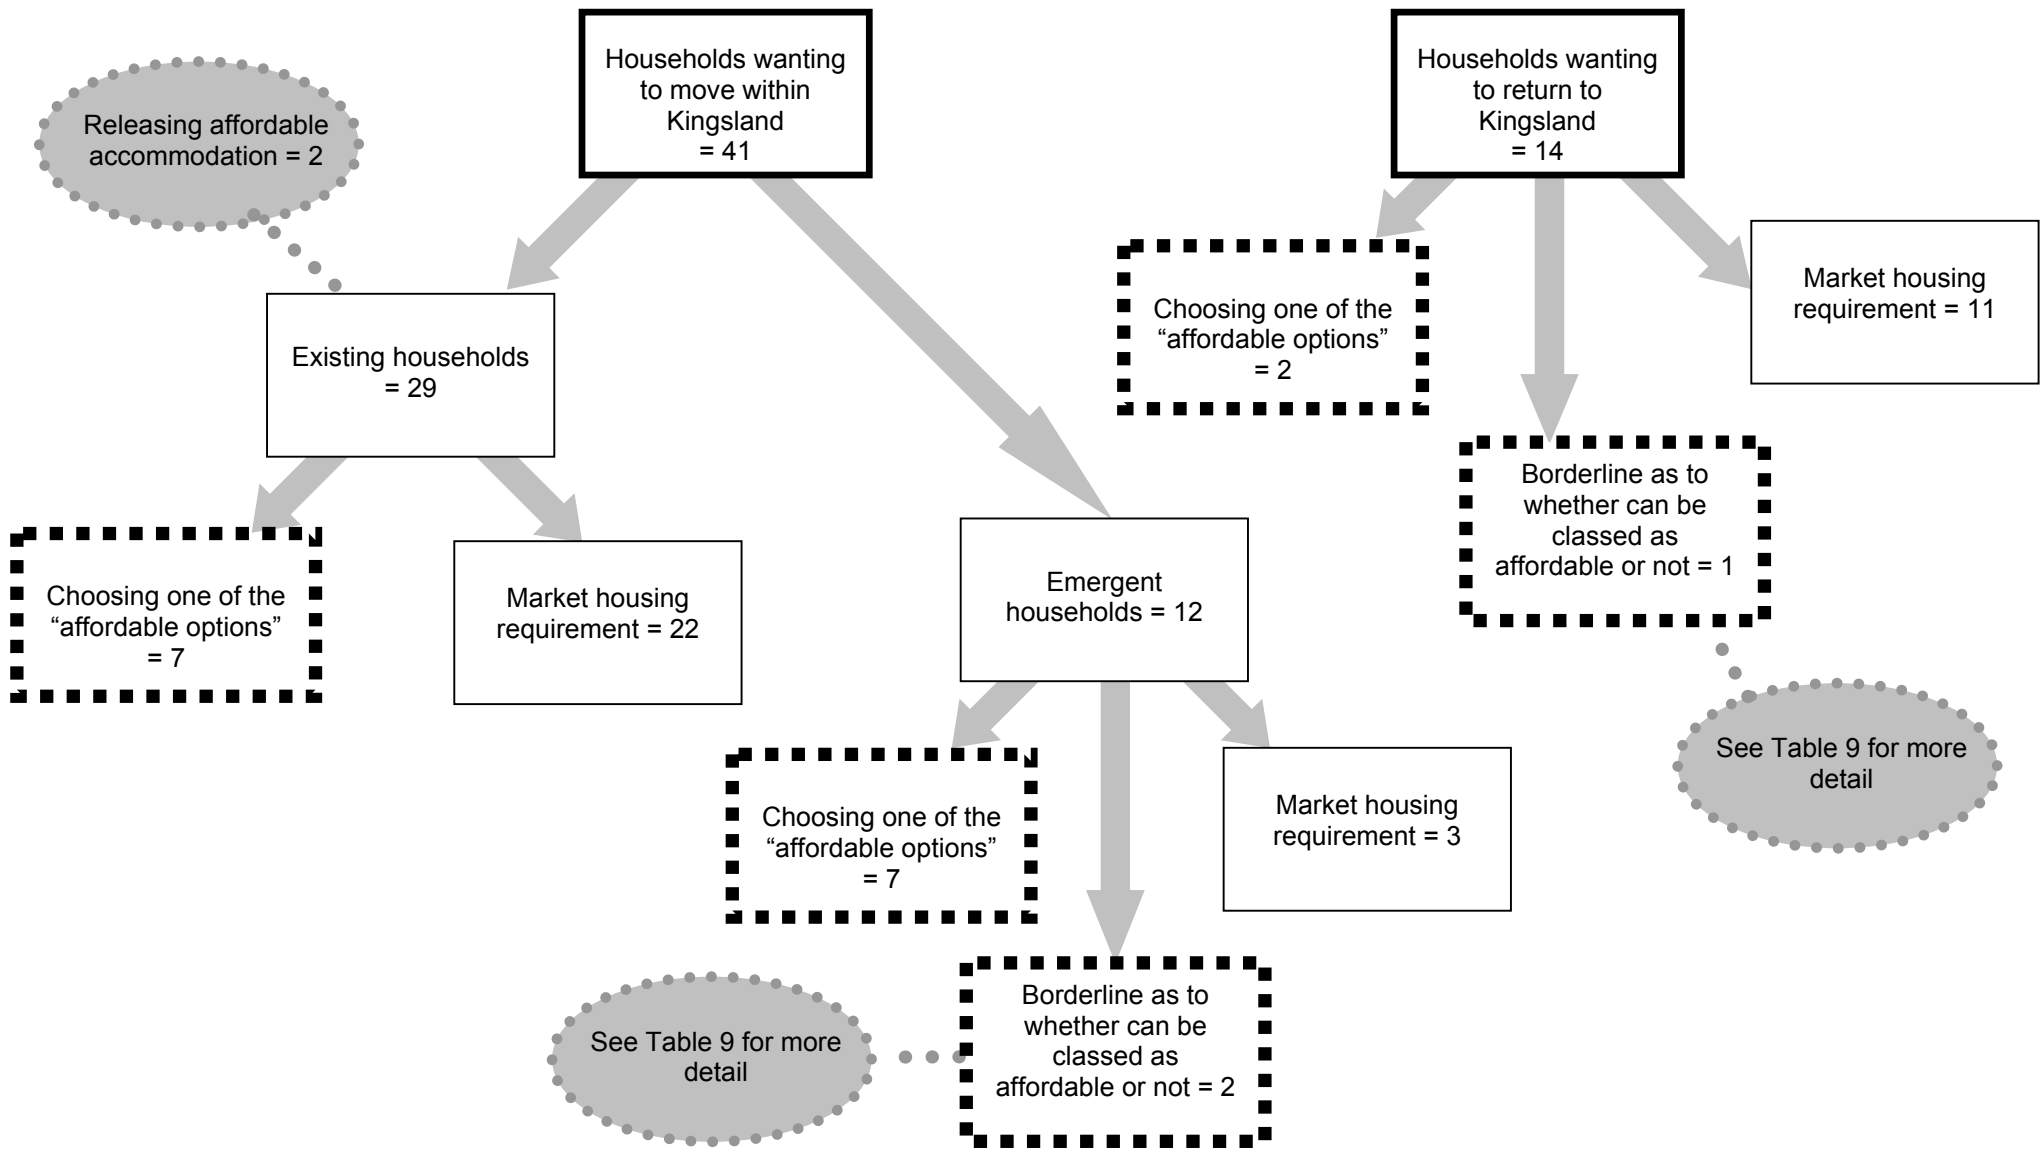 Households wanting
to move within
Kingsland
= 41
Households wanting
to return to
Kingsland
= 14
Releasing affordable
accommodation = 2
Market housing
requirement = 11
Choosing one of the
“affordable options”
= 2
Existing households
= 29
Borderline as to
whether can be
classed as
affordable or not = 1
Choosing one of the
“affordable options”
= 7
Market housing
requirement = 22
Emergent
households = 12
See Table 9 for more
detail
Choosing one of the
“affordable options”
= 7
Market housing
requirement = 3
See Table 9 for more
detail
Borderline as to
whether can be
classed as
affordable or not = 2